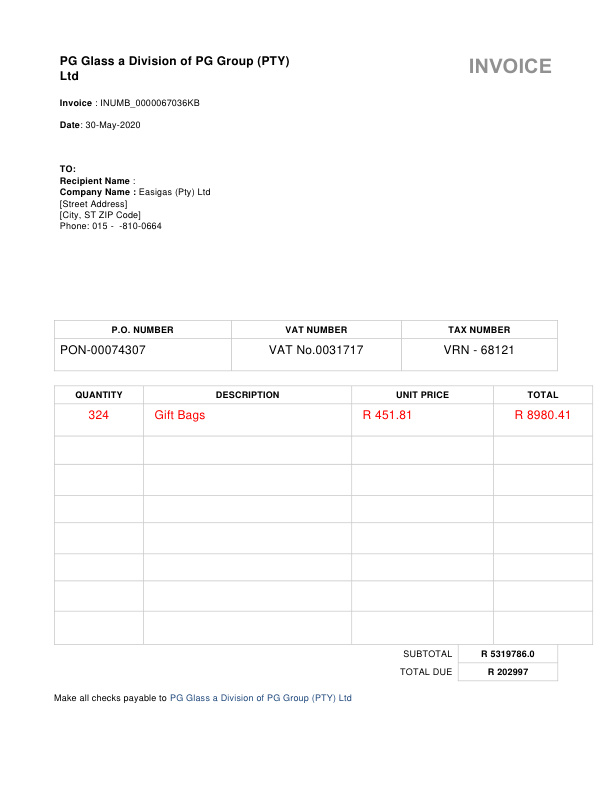 PG Glass a Division of PG Group (PTY)
Ltd
INVOICE
Invoice : INUMB_0000067036KB
Date: 30-May-2020
TO:
Recipient Name :
Company Name : Easigas (Pty) Ltd
[Street Address]
[City, ST ZIP Code]
Phone: 015 - -810-0664
P.O. NUMBER VAT NUMBER TAX NUMBER
PON-00074307 VAT No.0031717 VRN - 68121
QUANTITY DESCRIPTION UNIT PRICE TOTAL
324 Gift Bags R 451.81 R 8980.41
SUBTOTAL R 5319786.0
TOTAL DUE R 202997
Make all checks payable to PG Glass a Division of PG Group (PTY) Ltd